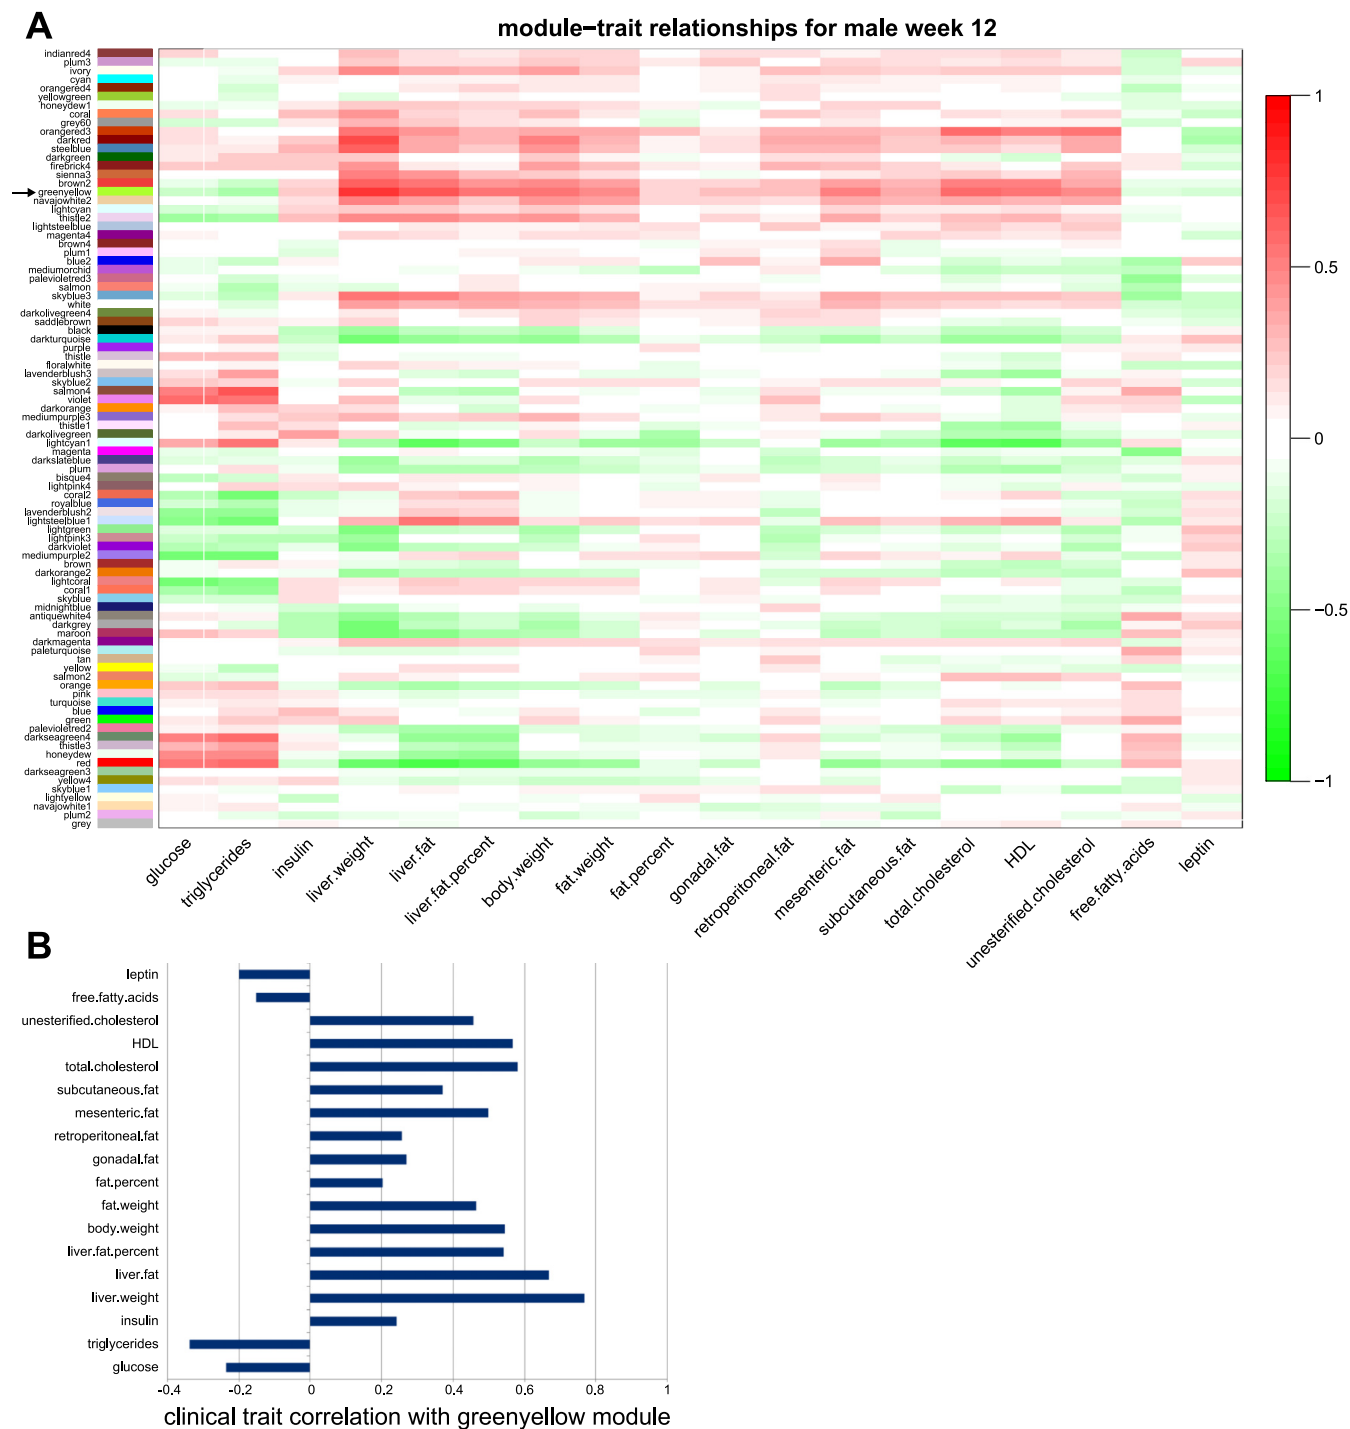 A
module−trait relationships for male week 12
indianred4
plum3
ivory
cyan
orangered4
yellowgreen
honeydew1
coral
grey60
orangered3
darkred
steelblue
darkgreen
firebrick4
sienna3
brown2
greenyellow
navajowhite2
lightcyan
thistle2
lightsteelblue
magenta4
brown4
plum1
blue2
mediumorchid
palevioletred3
salmon
skyblue3
white
darkolivegreen4
saddlebrown
black
darkturquoise
purple
thistle
floralwhite
lavenderblush3
skyblue2
salmon4
violet
darkorange
mediumpurple3
thistle1
darkolivegreen
lightcyan1
magenta
darkslateblue
plum
bisque4
lightpink4
coral2
royalblue
lavenderblush2
lightsteelblue1
lightgreen
lightpink3
darkviolet
mediumpurple2
brown
darkorange2
lightcoral
coral1
skyblue
midnightblue
antiquewhite4
darkgrey
maroon
darkmagenta
paleturquoise
tan
yellow
salmon2
orange
pink
turquoise
blue
green
palevioletred2
darkseagreen4
thistle3
honeydew
red
darkseagreen3
yellow4
skyblue1
lightyellow
navajowhite1
plum2
grey
1
0.5
0
−0.5
−1
glucose
triglycerides
insulin
liver.weight
liver.fat
liver.fat.percent
body.weight
fat.weight
fat.percent
gonadal.fat
retroperitoneal.fat
mesenteric.fat
subcutaneous.fat
total.cholesterol
HDL
unesterified.cholesterol
free.fatty.acids
leptin
B
leptin
free.fatty.acids
unesterified.cholesterol
HDL
total.cholesterol
subcutaneous.fat
mesenteric.fat
retroperitoneal.fat
gonadal.fat
fat.percent
fat.weight
body.weight
liver.fat.percent
liver.fat
liver.weight
insulin
triglycerides
glucose
-0.4 -0.2 0 0.2 0.4 0.6 0.8 1
clinical trait correlation with greenyellow module